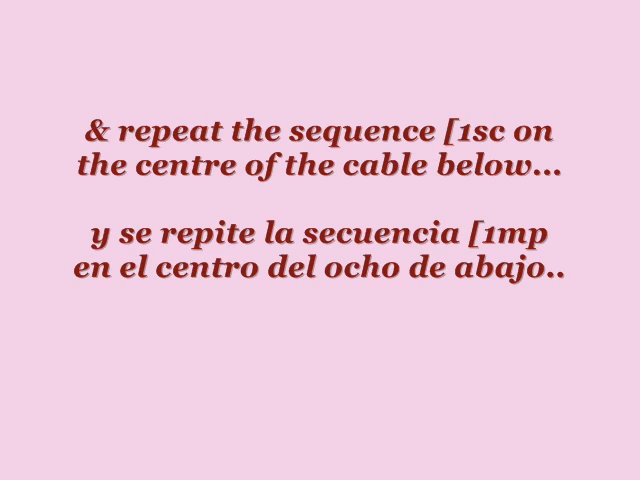 & repeat the sequence [1sc on
the centre of the cable below...
y se repite la secuencia [1mp
en el centro del ocho de abajo..